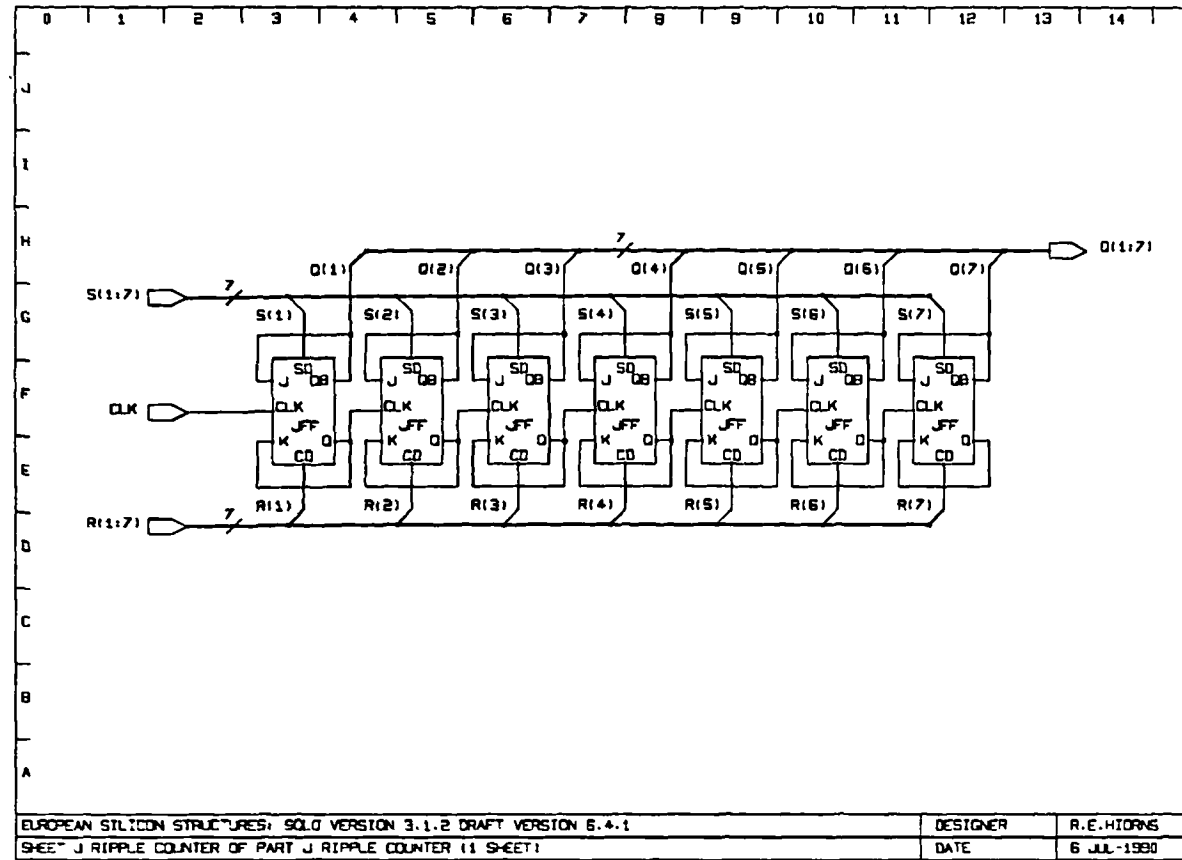 0 1 2 3 4 5 6 7 8 9 10 11 12 13 14
J
I
H
G
F
E
D
C
B
A
7
Q(1:7)
Q(1) Q(2) Q(3) Q(4) Q(5) Q(6) Q(7)
S(1:7) 7
S(1) S(2) S(3) S(4) S(5) S(6) S(7)
SD SD SD SD SD SD SD
J QB J QB J QB J QB J QB J QB J QB
CLK CLK CLK CLK CLK CLK CLK CLK
JFF JFF JFF JFF JFF JFF JFF
K Q K Q K Q K Q K Q K Q K Q
CD CD CD CD CD CD CD
R(1) R(2) R(3) R(4) R(5) R(6) R(7)
R(1:7) 7
EUROPEAN SILICON STRUCTURES: SOLO VERSION 3.1.2 DRAFT VERSION 6.4.1 DESIGNER R.E.HIORNS
SHEET J RIPPLE COUNTER OF PART J RIPPLE COUNTER (1 SHEET) DATE 6 JUL-1990